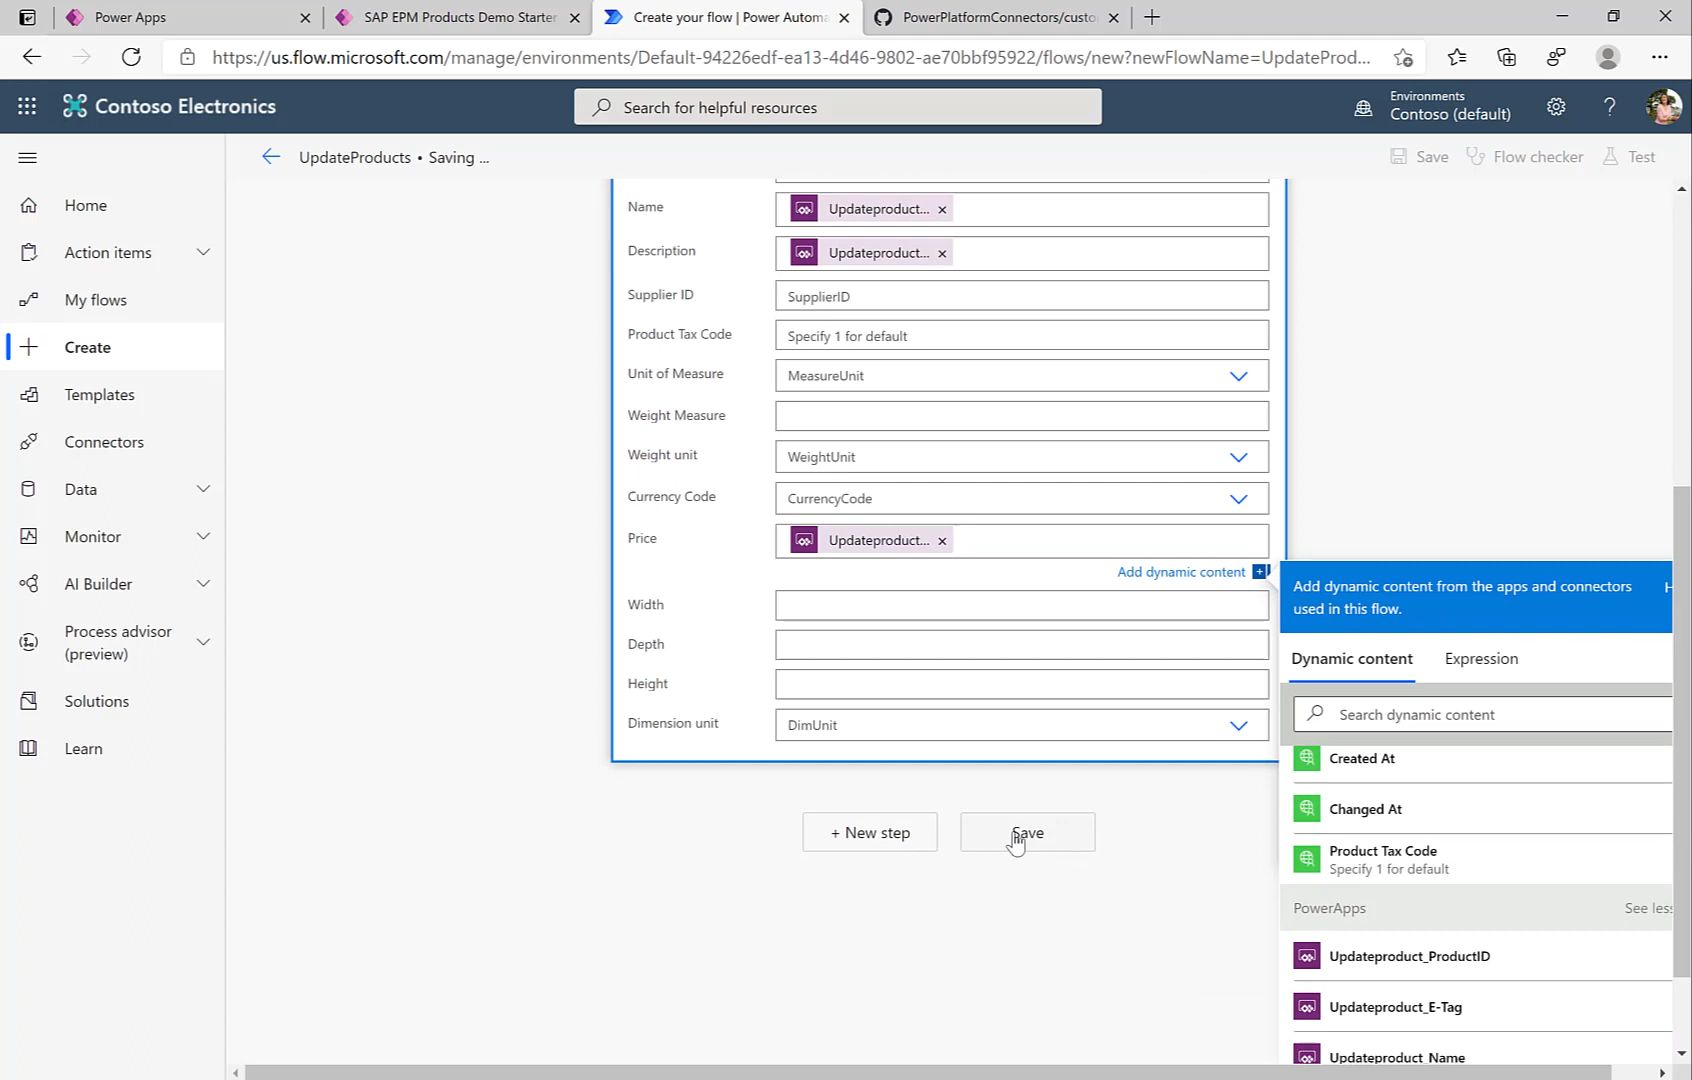 Power Apps
SAP EPM Products Demo Starter
Create your flow | Power Autom
PowerPlatformConnectors/custo
https://us.flow.microsoft.com/manage/environments/Default-94226edf-ea13-4d46-9802-ae70bbf95922/flows/new?newFlowName=UpdateProd...
Contoso Electronics
Search for helpful resources
Environments
Contoso (default)
?
UpdateProducts • Saving ...
Save
Flow checker
Test
Home
Action items
My flows
Create
Templates
Connectors
Data
Monitor
AI Builder
Process advisor
(preview)
Solutions
Learn
Name
Updateproduct... ×
Description
Updateproduct... ×
Supplier ID
SupplierID
Product Tax Code
Specify 1 for default
Unit of Measure
MeasureUnit
Weight Measure
Weight unit
WeightUnit
Currency Code
CurrencyCode
Price
Updateproduct... ×
Add dynamic content +
Width
Depth
Height
Dimension unit
DimUnit
+ New step
Save
Add dynamic content from the apps and connectors
used in this flow.
Dynamic content
Expression
Search dynamic content
Created At
Changed At
Product Tax Code
Specify 1 for default
PowerApps
See less
Updateproduct_ProductID
Updateproduct_E-Tag
Updateproduct_Name